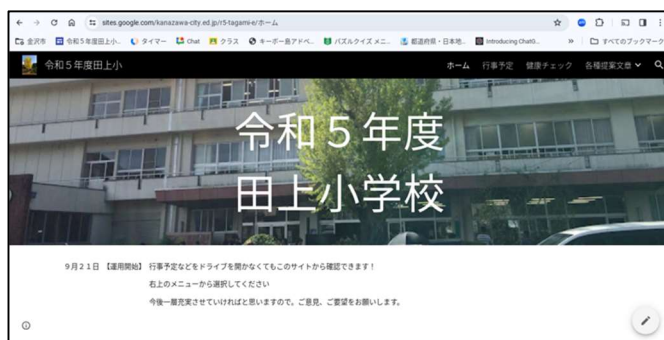 sites.google.com/kanazawa-city.ed.jp/r5-tagami-e/ホーム
金沢市 令和５年度田上小... タイマー Chat クラス キーボー島アドベ... パズルクイズ メニ... 都道府県・日本地... Introducing ChatG... » すべてのブックマーク
令和５年度田上小 ホーム 行事予定 健康チェック 各種提案文章
令和５年度
田上小学校
９月２１日 【運用開始】 行事予定などをドライブを開かなくてもこのサイトから確認できます！
右上のメニューから選択してください
今後一層充実させていければと思いますので。ご意見、ご要望をお願いします。